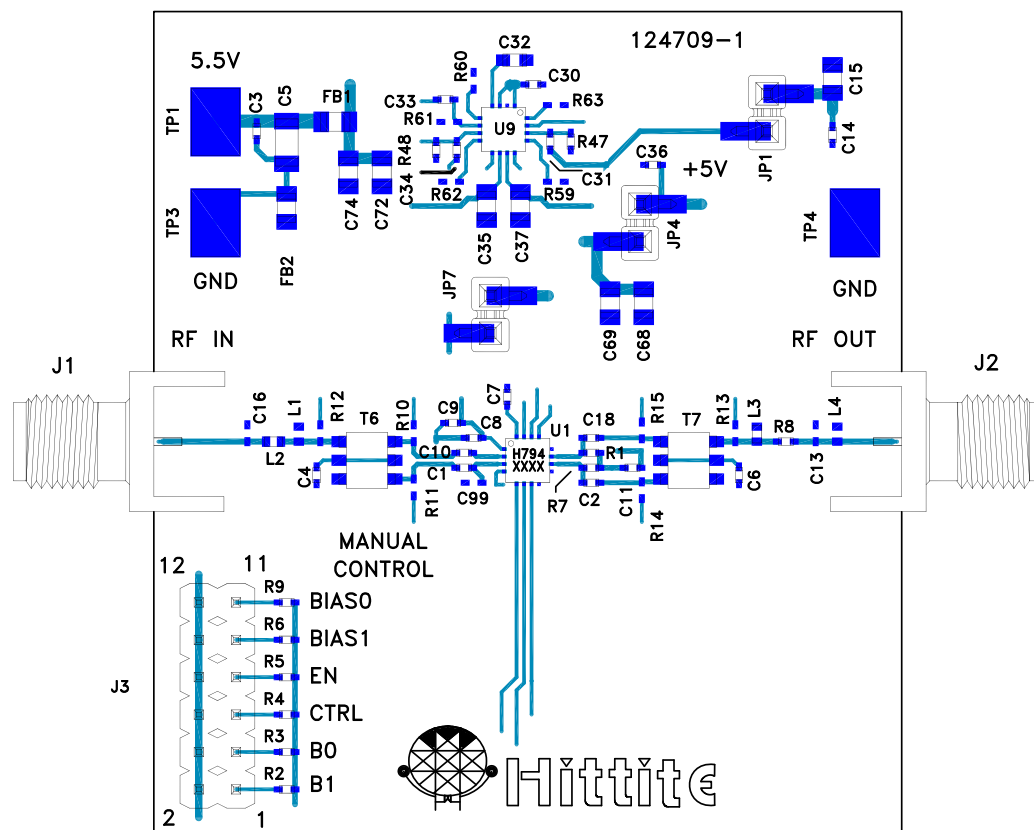 124709-1
5.5V
C32
R60
C30
C15
C3
C5
FB1
C33
R63
TP1
R61
U9
R47
C14
JP1
R48
C36
+5V
C31
C34
R62
R59
C74
C72
TP3
TP4
C35
C37
JP4
GND
FB2
JP7
GND
C69
C68
RF IN
RF OUT
J1
J2
C7
C16
L1
R12
T6
R10
C9
C8
U1
C18
R15
T7
R13
L3
R8
L4
L2
C4
C10
C1
H794
XXXX
R1
C6
C13
R11
C99
R7
C2
C11
R14
MANUAL
CONTROL
12
11
R9
BIAS0
R6
BIAS1
R5
EN
J3
R4
CTRL
R3
B0
R2
B1
2
1
Hittite